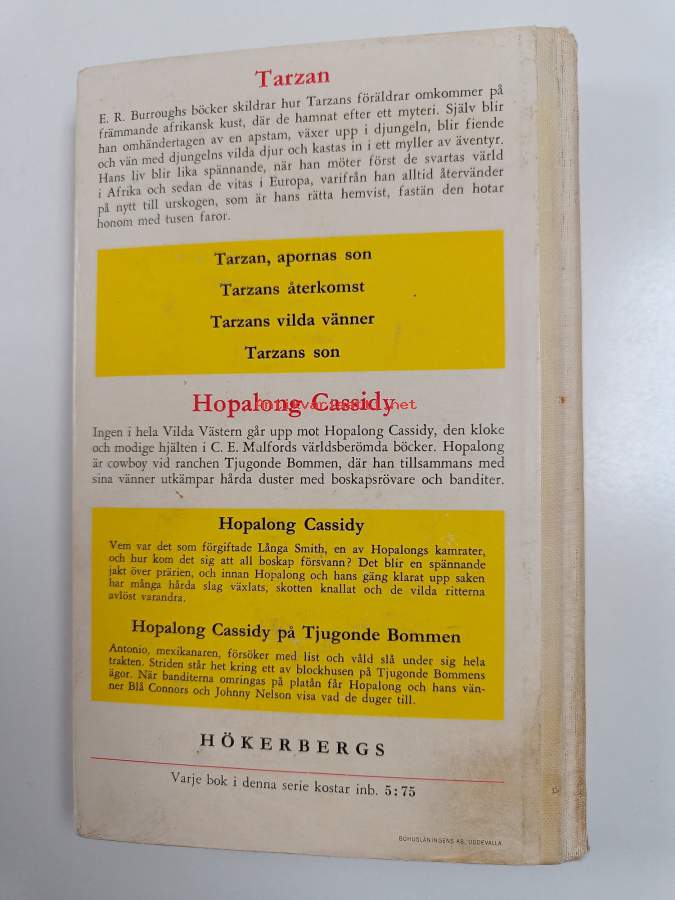 Tarzan
E. R. Burroughs böcker skildrar hur Tarzans föräldrar omkommer på
främmande afrikansk kust, där de hamnat efter ett myteri. Själv blir
han omhändertagen av en apstam, växer upp i djungeln, blir fiende
och vän med djungelns vilda djur och kastas in i ett myller av äventyr.
Hans liv blir lika spännande, när han möter först de svartas värld
i Afrika och sedan de vitas i Europa, varifrån han alltid återvänder
på nytt till urskogen, som är hans rätta hemvist, fastän den hotar
honom med tusen faror.
Tarzan, apornas son
Tarzans återkomst
Tarzans vilda vänner
Tarzans son
Hopalong Cassidy
Ingen i hela Vilda Västern går upp mot Hopalong Cassidy, den kloke
och modige hjälten i C. E. Mulfords världsberömda böcker. Hopalong
är cowboy vid ranchen Tjugonde Bommen, där han tillsammans med
sina vänner utkämpar hårda duster med boskapsrövare och banditer.
Hopalong Cassidy
Vem var det som förgiftade Långa Smith, en av Hopalongs kamrater,
och hur kom det sig att all boskap försvann? Det blir en spännande
jakt över prärien, och innan Hopalong och hans gäng klarat upp saken
har många hårda slag växlats, skotten knallat och de vilda ritterna
avlöst varandra.
Hopalong Cassidy på Tjugonde Bommen
Antonio, mexikanaren, försöker med list och våld slå under sig hela
trakten. Striden står het kring ett av blockhusen på Tjugonde Bommens
ägor. När banditerna omringas på platån får Hopalong och hans vän-
ner Blå Connors och Johnny Nelson visa vad de duger till.
HÖKERBERGS
Varje bok i denna serie kostar inb. 5:75
BOHUSLÄNINGENS AB, UDDEVALLA